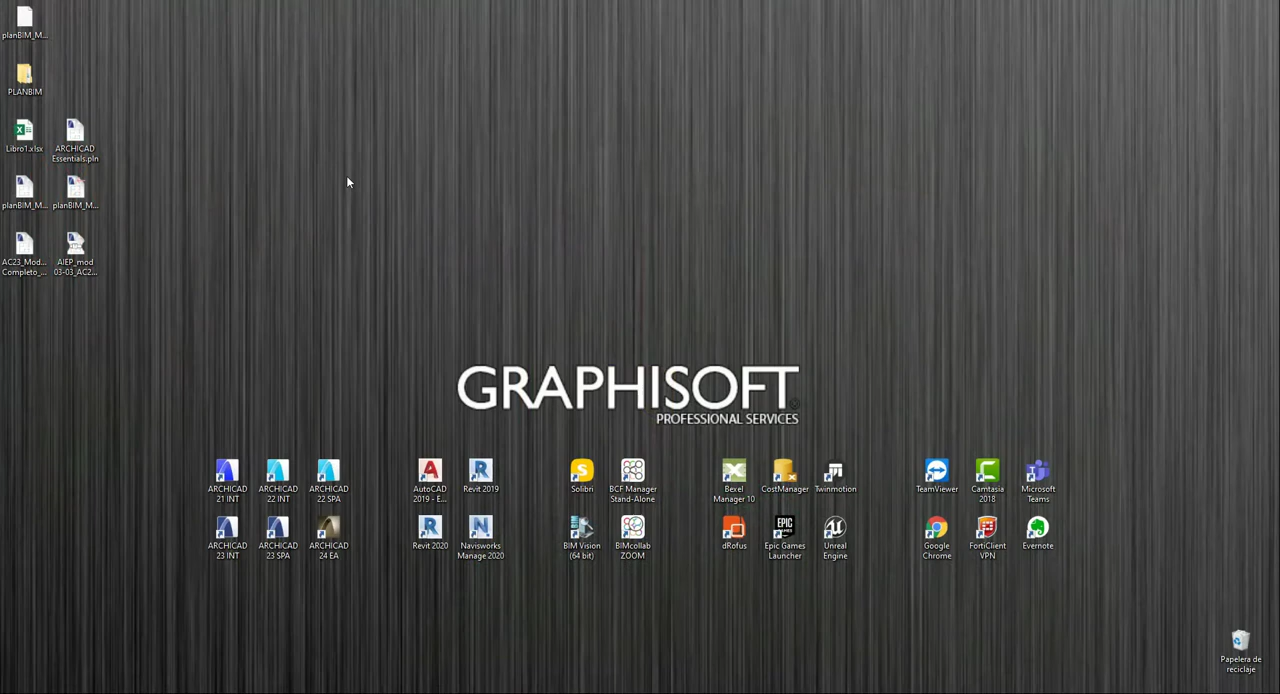 planBIM_M...
PLANBIM
Libro1.xlsx
ARCHICAD
Essentials.pln
planBIM_M...
planBIM_M...
AC23_Mod...
Completo_...
AIEP_mod
03-03_AC2...
GRAPHISOFT
PROFESSIONAL SERVICES
ARCHICAD
21 INT
ARCHICAD
22 INT
ARCHICAD
22 SPA
AutoCAD
2019 - E...
Revit 2019
Solibri
BCF Manager
Stand-Alone
Bexel
Manager 10
CostManager
Twinmotion
TeamViewer
Camtasia
2018
Microsoft
Teams
ARCHICAD
23 INT
ARCHICAD
23 SPA
ARCHICAD
24 EA
Revit 2020
Navisworks
Manage 2020
BIM Vision
(64 bit)
BIMcollab
ZOOM
dRofus
Epic Games
Launcher
Unreal
Engine
Google
Chrome
FortiClient
VPN
Evernote
Papelera de
reciclaje